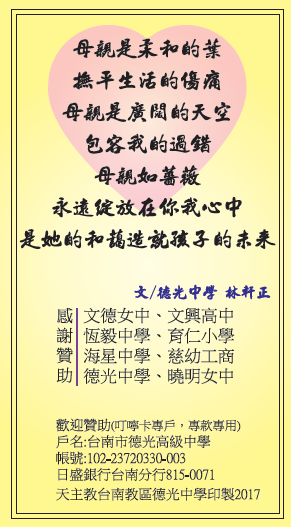 母親是柔和的葉
撫平生活的傷痛
母親是廣闊的天空
包容我的過錯
母親如薔薇
永遠綻放在你我心中
是她的和藹造就孩子的未來
文/德光中學 林軒正
感謝贊助
文德女中、文興高中
恆毅中學、育仁小學
海星中學、慈幼工商
德光中學、曉明女中
歡迎贊助(叮嚀卡專戶,專款專用)
戶名:台南市德光高級中學
帳號:102-23720330-003
日盛銀行台南分行815-0071
天主教台南教區德光中學印製2017